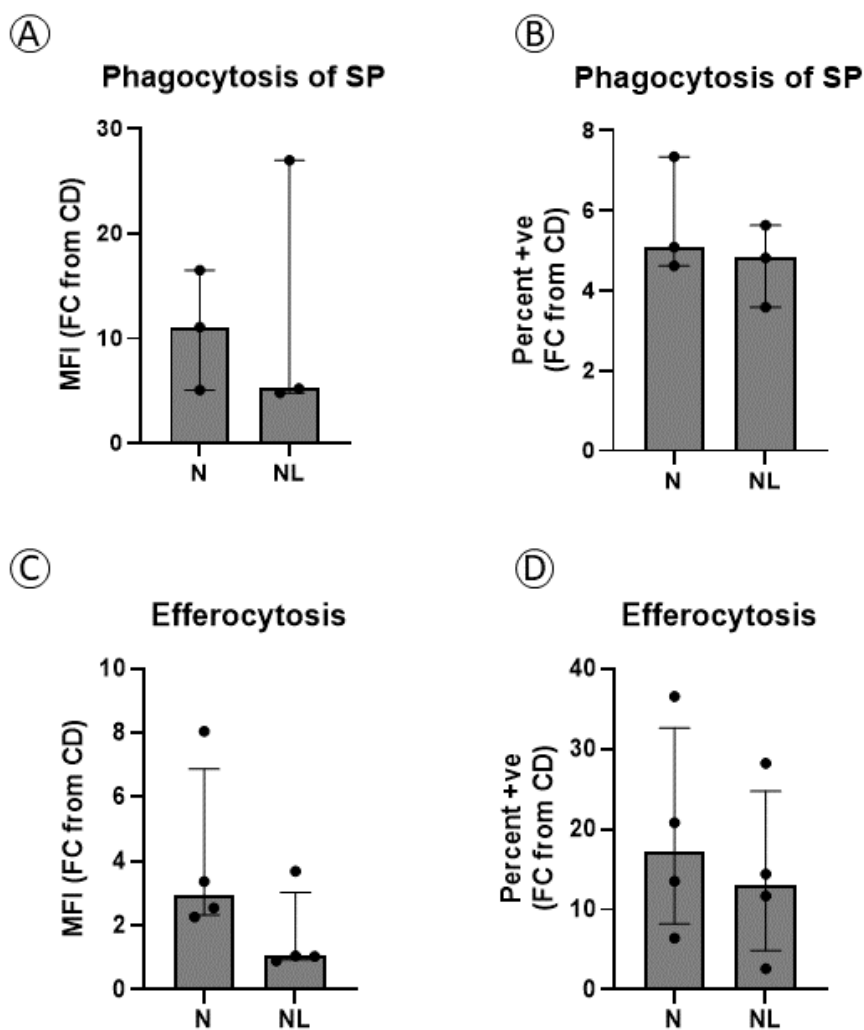 A
Phagocytosis of SP
MFI (FC from CD)
30
20
10
0
N
NL
B
Phagocytosis of SP
Percent +ve
(FC from CD)
8
6
4
2
0
N
NL
C
Efferocytosis
MFI (FC from CD)
10
8
6
4
2
0
N
NL
D
Efferocytosis
Percent +ve
(FC from CD)
40
30
20
10
0
N
NL